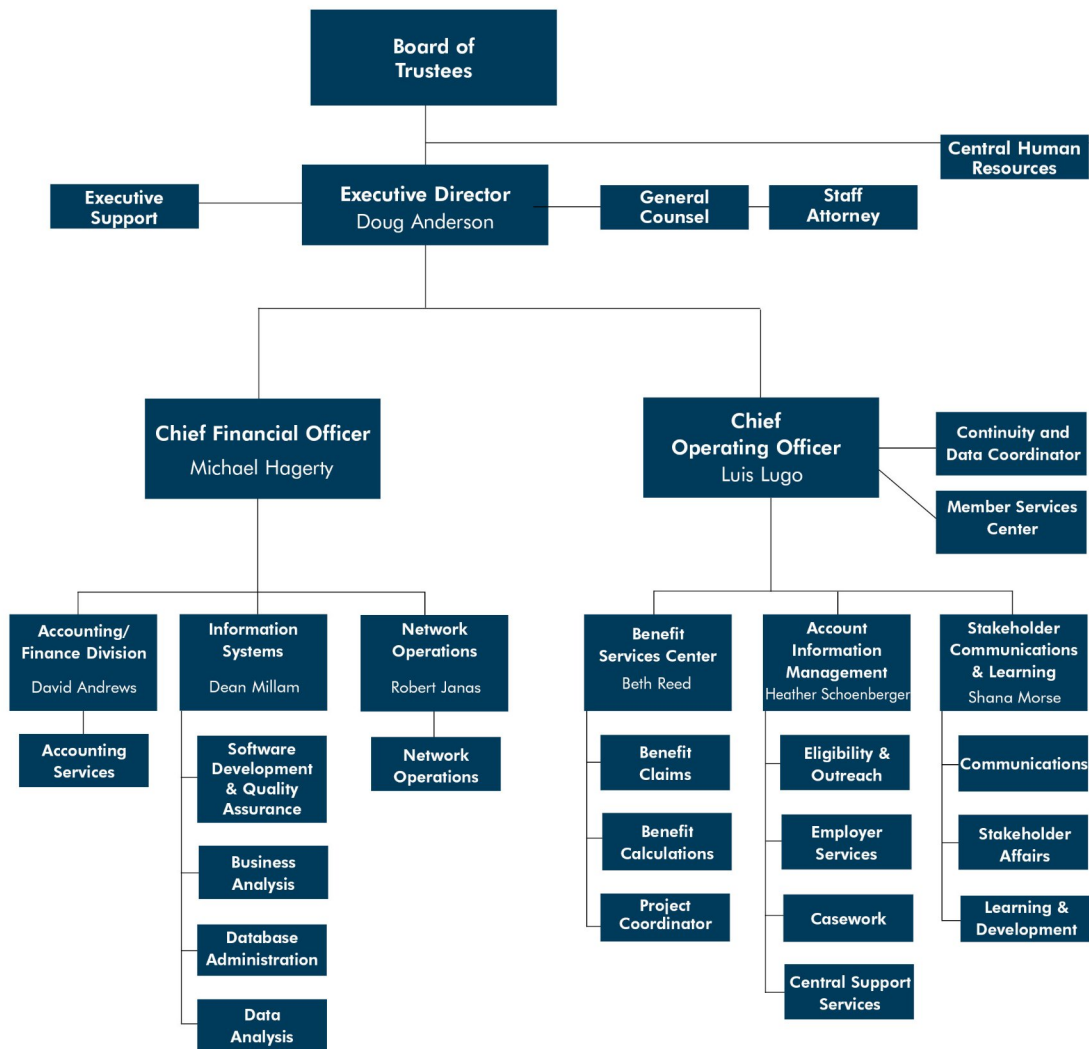 Board of
Trustees
Central Human
Resources
Executive
Support
Executive Director
Doug Anderson
General
Counsel
Staff
Attorney
Chief Financial Officer
Michael Hagerty
Chief
Operating Officer
Luis Lugo
Continuity and
Data Coordinator
Member Services
Center
Accounting/
Finance Division
David Andrews
Information
Systems
Dean Millam
Network
Operations
Robert Janas
Benefit
Services Center
Beth Reed
Account
Information
Management
Heather Schoenberger
Stakeholder
Communications
& Learning
Shana Morse
Accounting
Services
Software
Development
& Quality
Assurance
Business
Analysis
Database
Administration
Data
Analysis
Network
Operations
Benefit
Claims
Benefit
Calculations
Project
Coordinator
Eligibility &
Outreach
Employer
Services
Casework
Central Support
Services
Communications
Stakeholder
Affairs
Learning &
Development